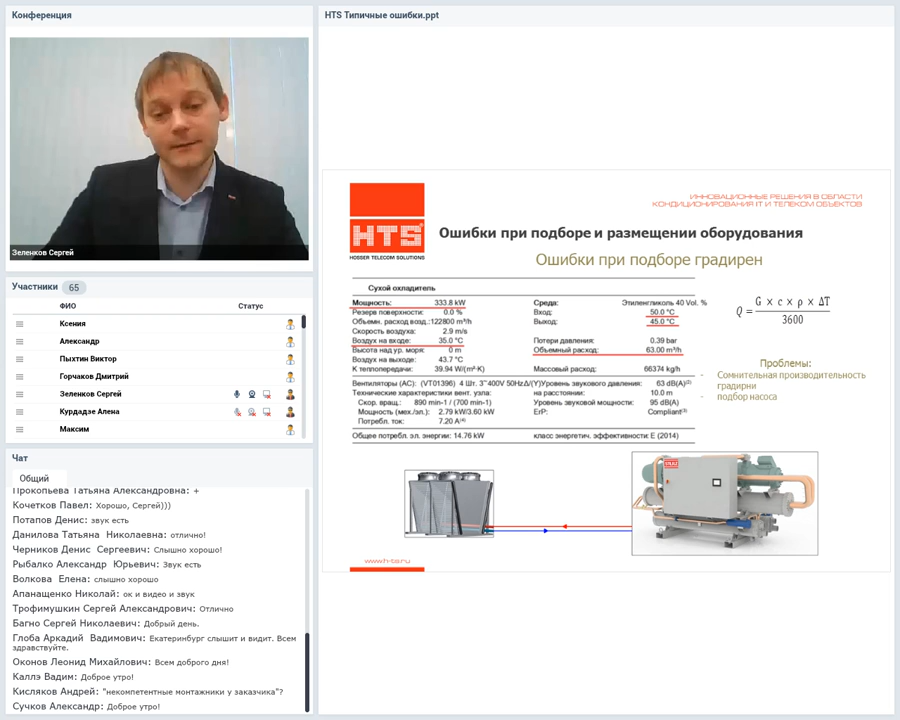 Конференция
Зеленков Сергей
Участники 65
ФИО Статус
Ксения
Александр
Пыхтин Виктор
Горчаков Дмитрий
Зеленков Сергей
Курдадзе Алена
Максим
Чат
Общий
Прокопьева Татьяна Александровна: +
Кочетков Павел: Хорошо, Сергей)))
Потапов Денис: звук есть
Данилова Татьяна Николаевна: отлично!
Черников Денис Сергеевич: Слышно хорошо!
Рыбалко Александр Юрьевич: Звук есть
Волкова Елена: слышно хорошо
Апанащенко Николай: ок и видео и звук
Трофимушкин Сергей Александрович: Отлично
Багно Сергей Николаевич: Добрый день.
Глоба Аркадий Вадимович: Екатеринбург слышит и видит. Всем
здравствуйте.
Оконов Леонид Михайлович: Всем доброго дня!
Каллэ Вадим: Доброе утро!
Кисляков Андрей: "некомпетентные монтажники у заказчика"?
Сучков Александр: Доброе утро!
HTS Типичные ошибки.ppt
ИННОВАЦИОННЫЕ РЕШЕНИЯ В ОБЛАСТИ
КОНДИЦИОНИРОВАНИЯ IT И ТЕЛЕКОМ ОБЪЕКТОВ
HTS
HOSSER TELECOM SOLUTIONS
Ошибки при подборе и размещении оборудования
Ошибки при подборе градирен
Сухой охладитель
Мощность: 333.8 kW Среда: Этиленгликоль 40 Vol. %
Резерв поверхности: 0.0 % Вход: 50.0 °C
Объемн. расход возд.:122800 m³/h Выход: 45.0 °C
Скорость воздуха: 2.9 m/s
Воздух на входе: 35.0 °C Потери давления: 0.39 bar
Высота над ур. моря: 0 m Объемный расход: 63.00 m³/h
Воздух на выходе: 43.7 °C
К теплопередачи: 39.94 W/(m²·K) Массовый расход: 66374 kg/h
Вентиляторы (AC): (VT01396) 4 Шт. 3~400V 50HzΔ/(Y)Уровень звукового давления: 63 dB(A)(2)
Технические характеристики вент. узла: на расстоянии: 10.0 m
Скор. вращ.: 890 min-1 / (700 min-1) Уровень звуковой мощности: 95 dB(A)
Мощность (мех./эл.): 2.79 kW/3.60 kW ErP: Compliant(3)
Потребл. ток: 7.20 A(4)
Общее потребл. эл. энергии: 14.76 kW класс энергетич. эффективности: E (2014)
Q = G × c × ρ × ΔT
3600
Проблемы:
- Сомнительная производительность
градирни
- подбор насоса
www.h-ts.ru